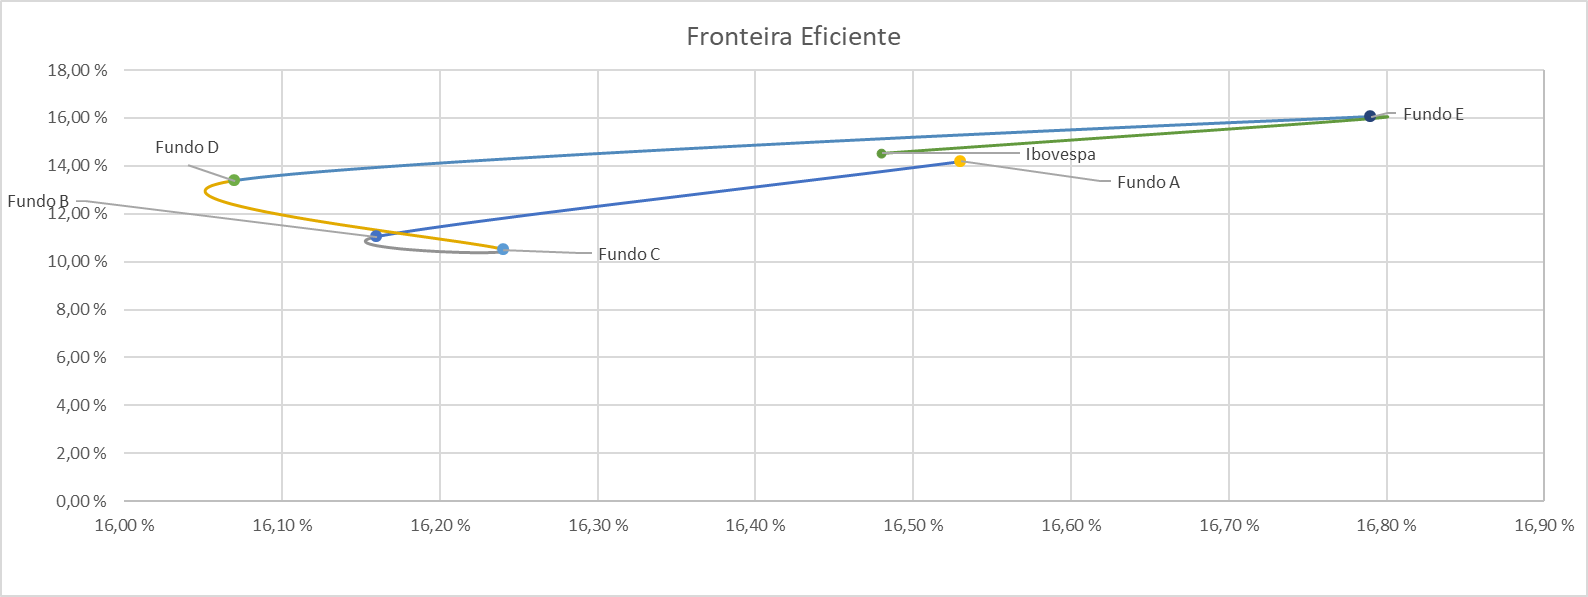 Fronteira Eficiente
18,00 %
16,00 %
14,00 %
12,00 %
10,00 %
8,00 %
6,00 %
4,00 %
2,00 %
0,00 %
Fundo D
Fundo B
Fundo C
Ibovespa
Fundo A
Fundo E
16,00 %
16,10 %
16,20 %
16,30 %
16,40 %
16,50 %
16,60 %
16,70 %
16,80 %
16,90 %